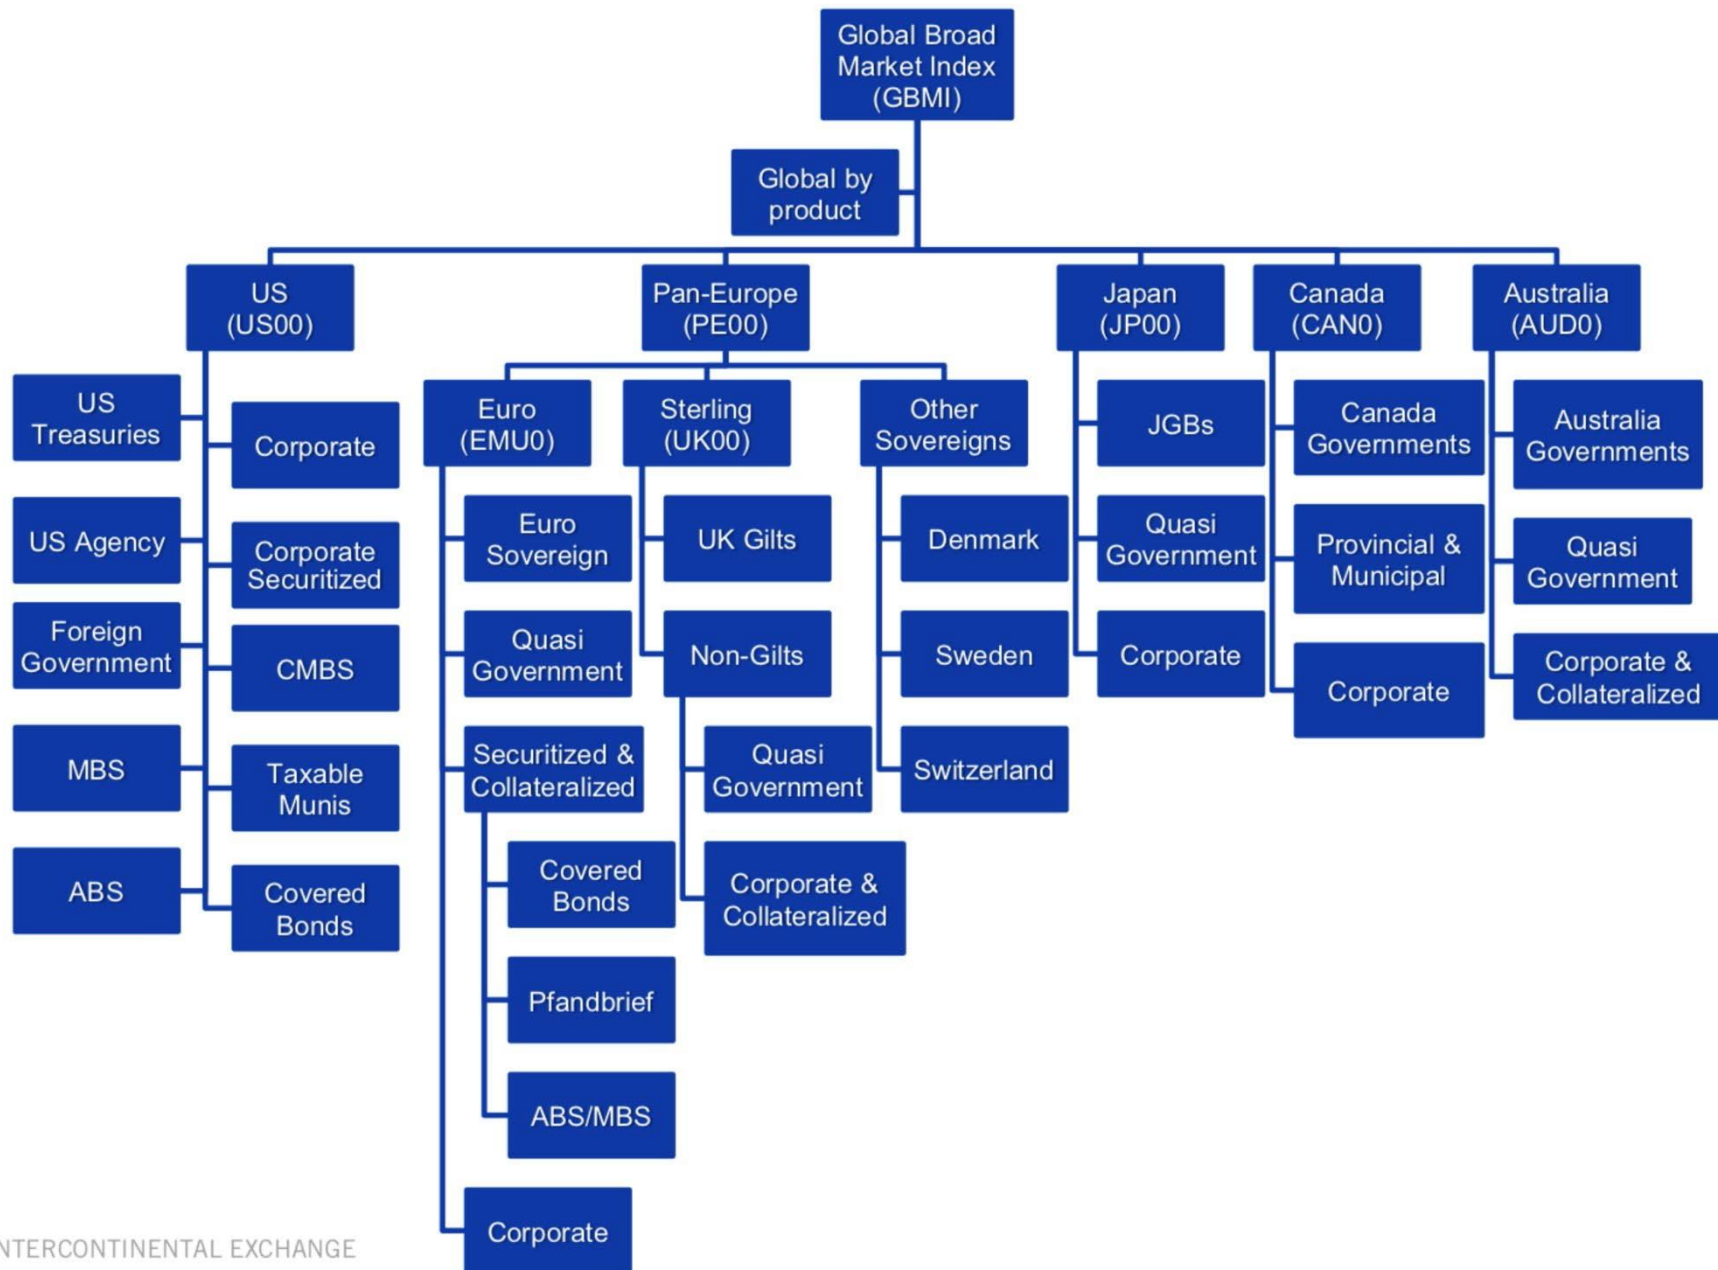 Global Broad
Market Index
(GBMI)
Global by
product
US
(US00)
Pan-Europe
(PE00)
Japan
(JP00)
Canada
(CAN0)
Australia
(AUD0)
US
Treasuries
US Agency
Foreign
Government
MBS
ABS
Corporate
Corporate
Securitized
CMBS
Taxable
Munis
Covered
Bonds
Euro
(EMU0)
Euro
Sovereign
Quasi
Government
Securitized &
Collateralized
Covered
Bonds
Pfandbrief
ABS/MBS
Corporate
Sterling
(UK00)
UK Gilts
Non-Gilts
Quasi
Government
Corporate &
Collateralized
Other
Sovereigns
Denmark
Sweden
Switzerland
JGBs
Quasi
Government
Corporate
Canada
Governments
Provincial &
Municipal
Corporate
Australia
Governments
Quasi
Government
Corporate &
Collateralized
NTERCONTINENTAL EXCHANGE